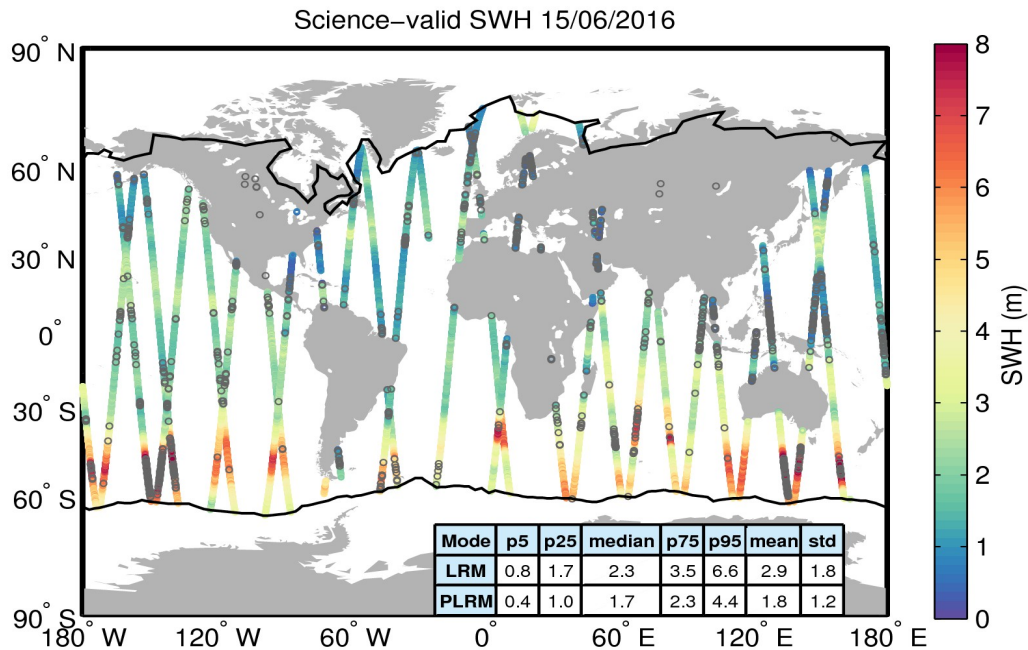 Science−valid SWH 15/06/2016
90° N
60° N
30° N
0°
30° S
60° S
90° S
180° W 120° W 60° W 0° 60° E 120° E 180° E
Mode p5 p25 median p75 p95 mean std
LRM 0.8 1.7 2.3 3.5 6.6 2.9 1.8
PLRM 0.4 1.0 1.7 2.3 4.4 1.8 1.2
8
7
6
5
4
3
2
1
0
SWH (m)